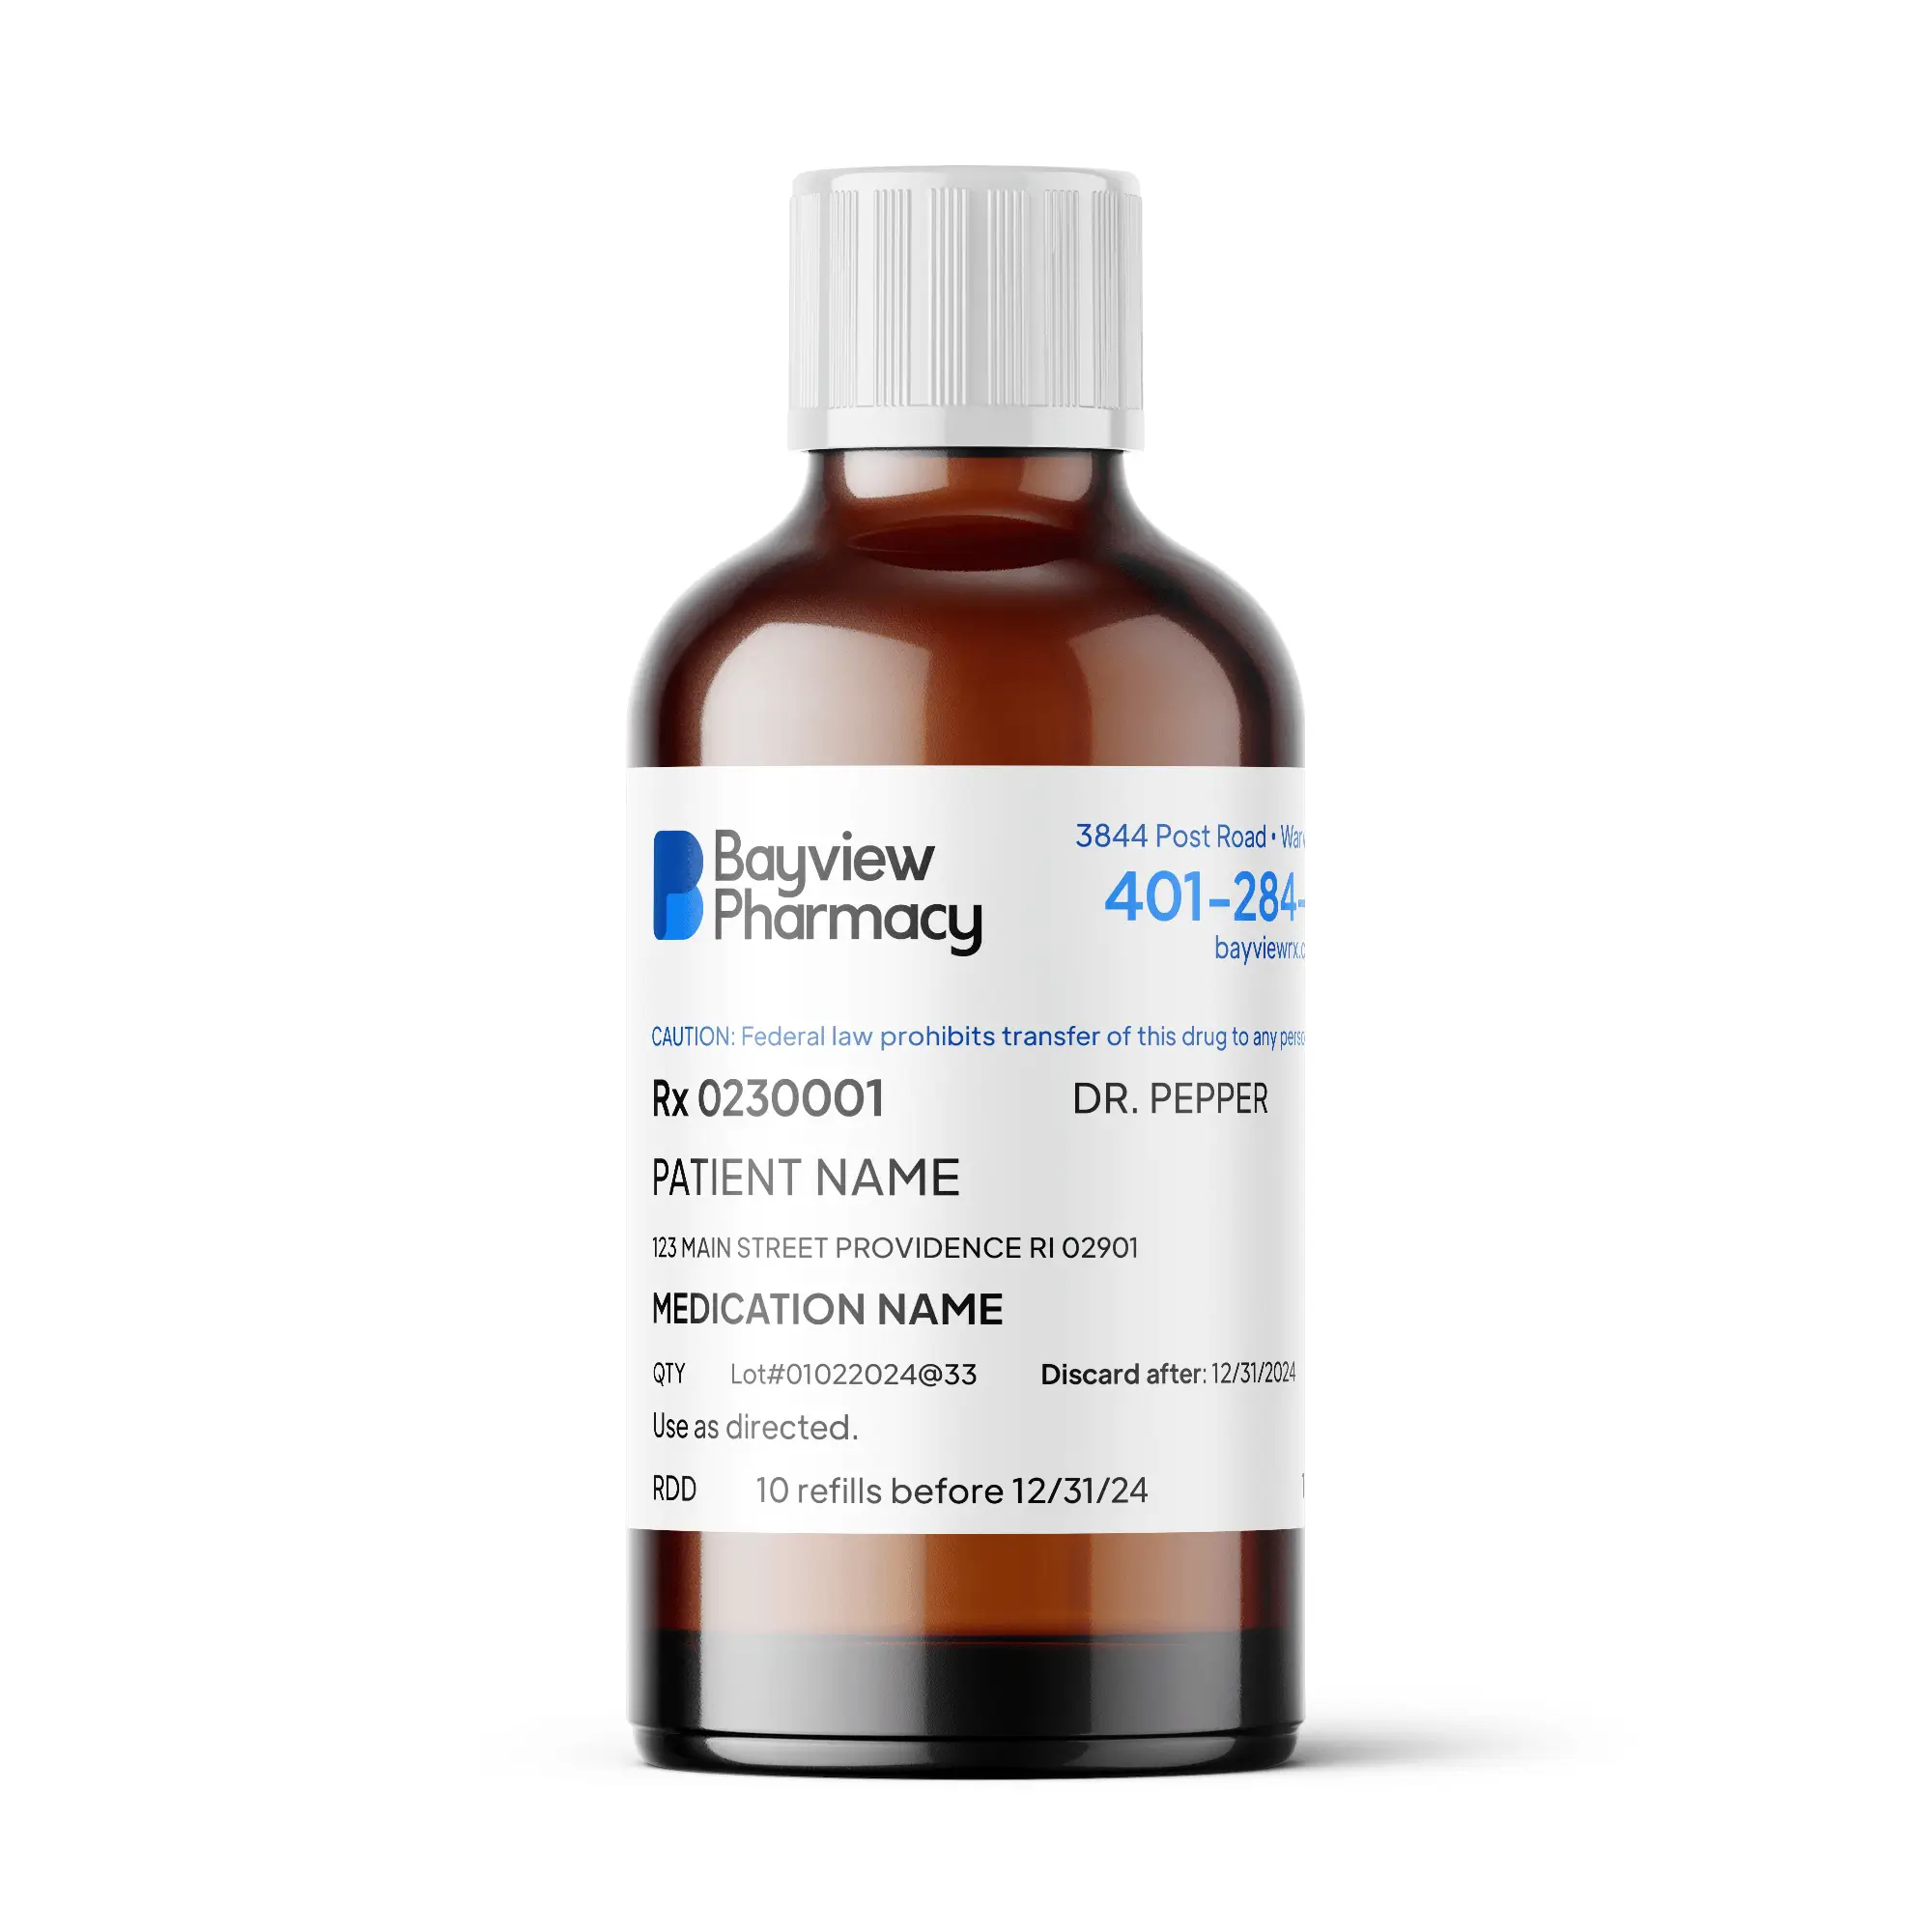 Bayview
Pharmacy
3844 Post Road •
401-284-
bayviewrx.
CAUTION: Federal law prohibits transfer of this drug to any
Rx 0230001 DR. PEPPER
PATIENT NAME
123 MAIN STREET PROVIDENCE RI 02901
MEDICATION NAME
QTY Lot#01022024@33 Discard after: 12/31/2024
Use as directed.
RDD 10 refills before 12/31/24